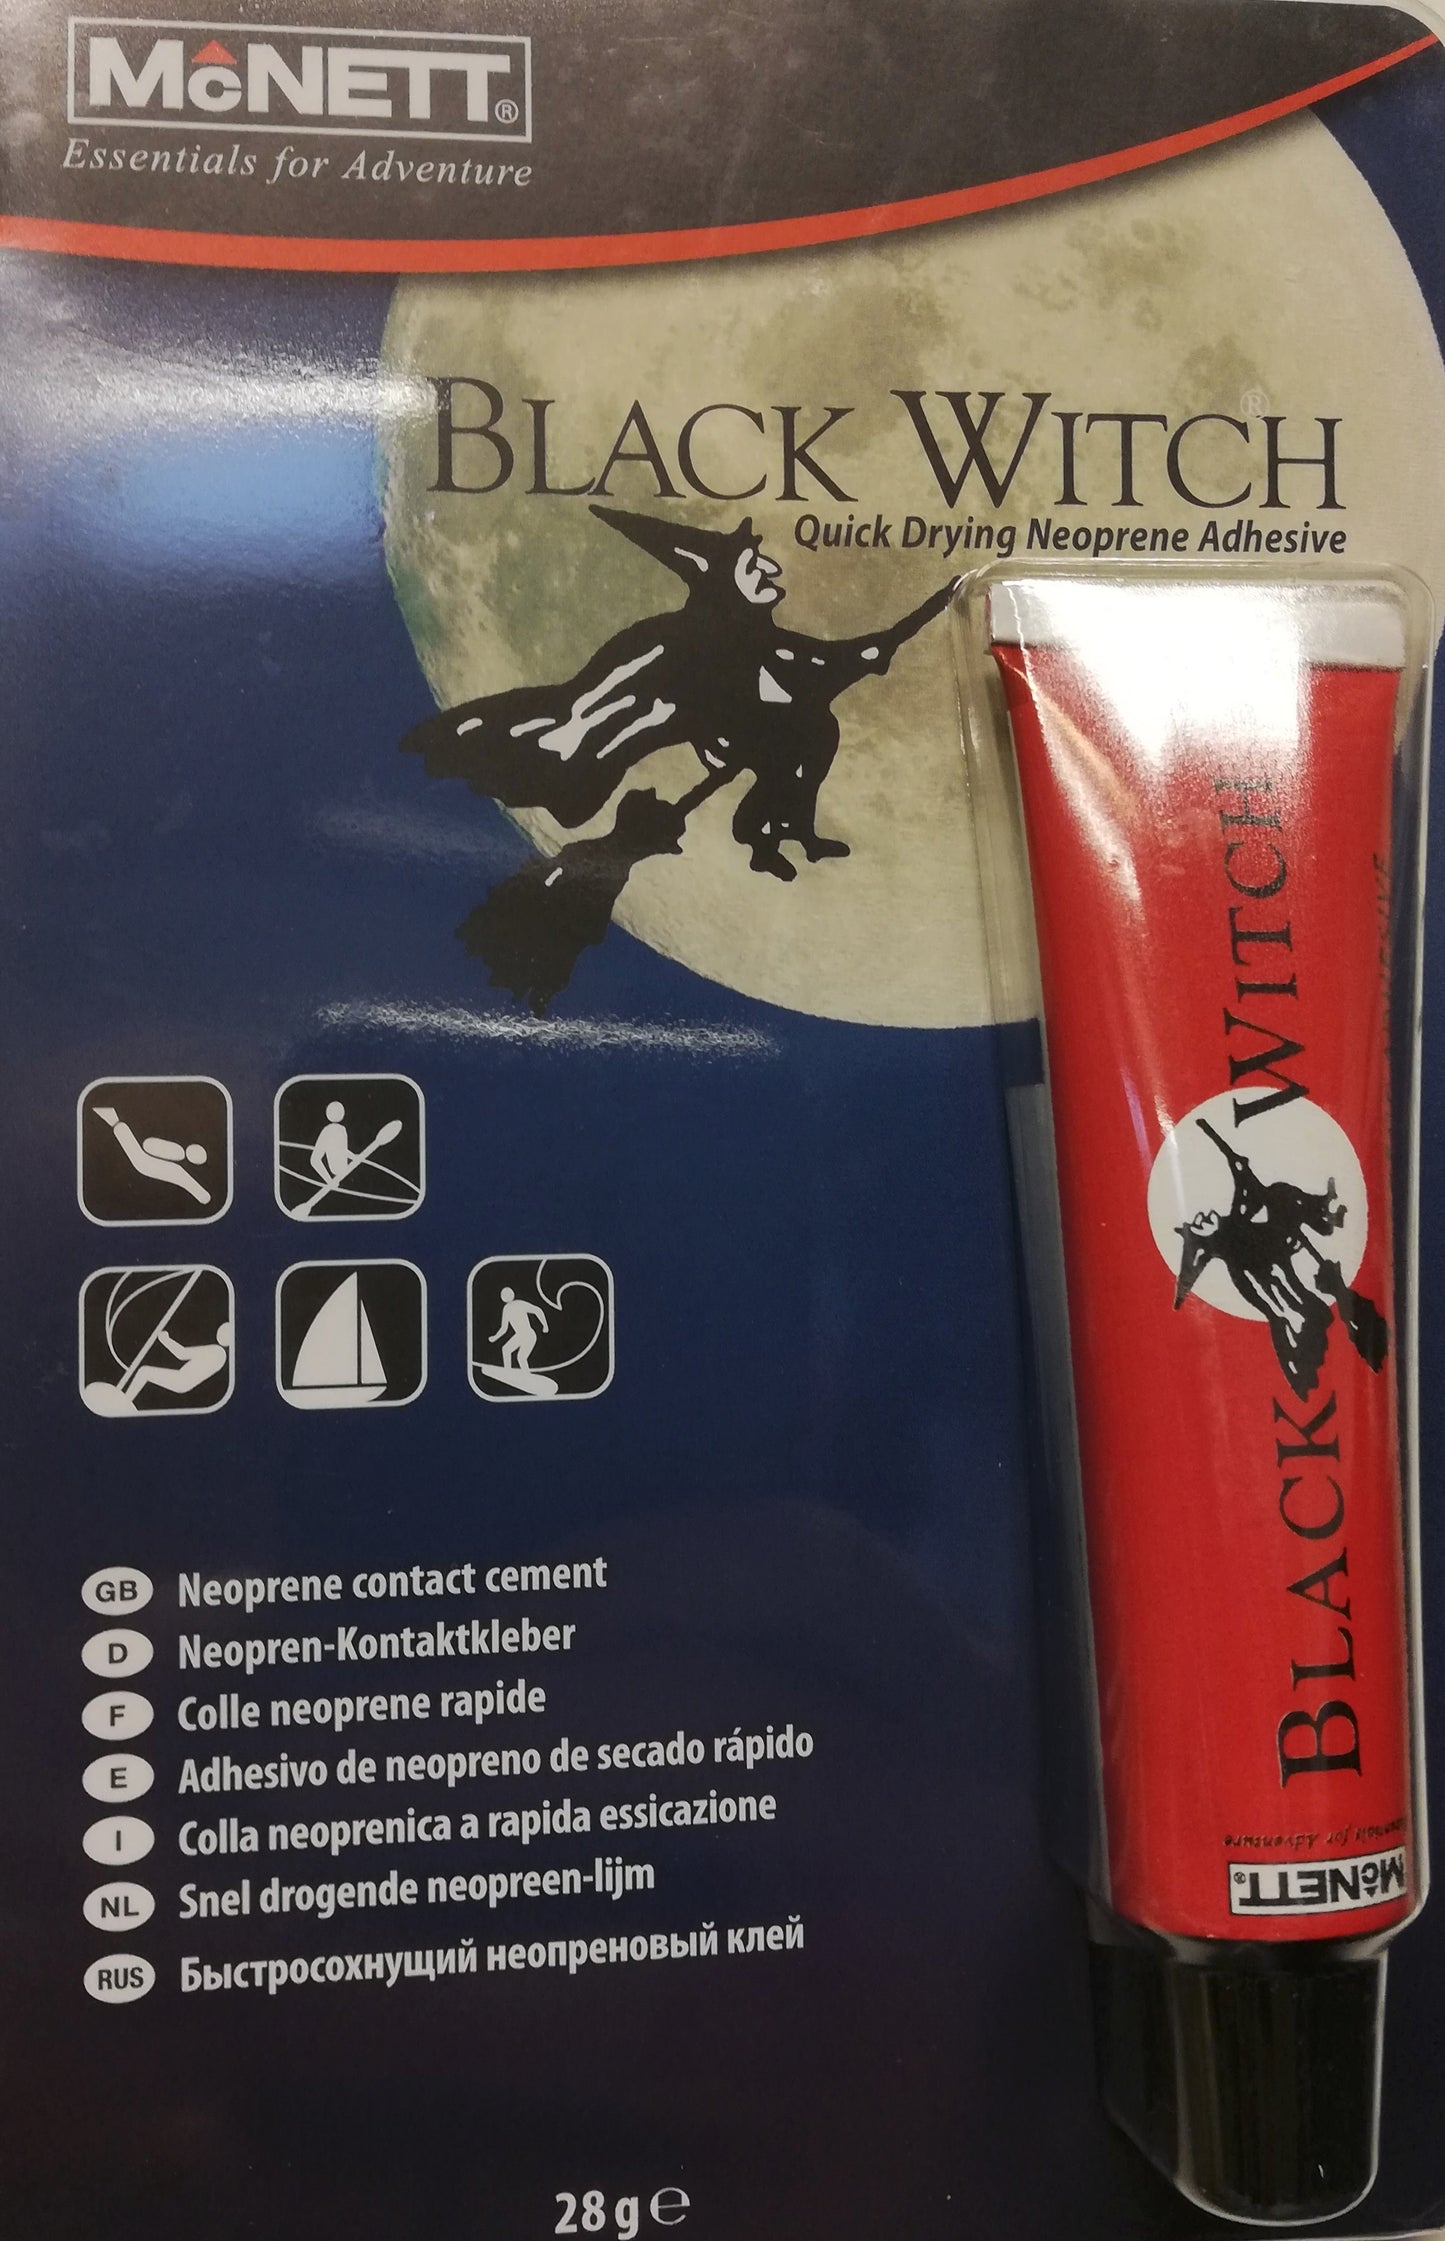 McNETT®
Essentials for Adventure
BLACK WITCH®
Quick Drying Neoprene Adhesive
BLACK WITCH
McNETT®
for Adventure
GB Neoprene contact cement
D Neopren-Kontaktkleber
F Colle neoprene rapide
E Adhesivo de neopreno de secado rápido
I Colla neoprenica a rapida essicazione
NL Snel drogende neopreen-lijm
RUS Быстросохнущий неопреновый клей
28 g ℮